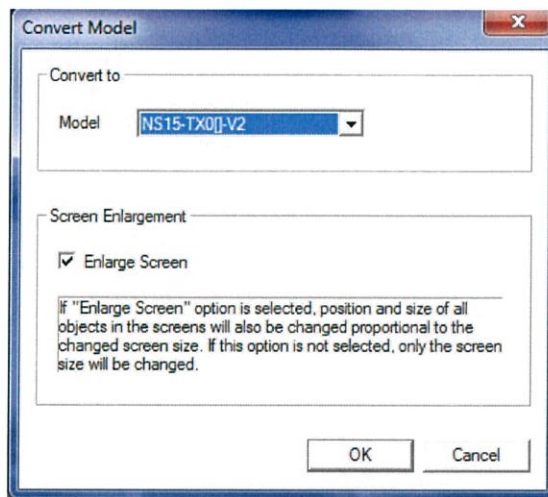 Convert Model
Convert to
Model
NS15-TX0[]-V2
Screen Enlargement
Enlarge Screen
If "Enlarge Screen" option is selected, position and size of all
objects in the screens will also be changed proportional to the
changed screen size. If this option is not selected, only the screen
size will be changed.
OK
Cancel